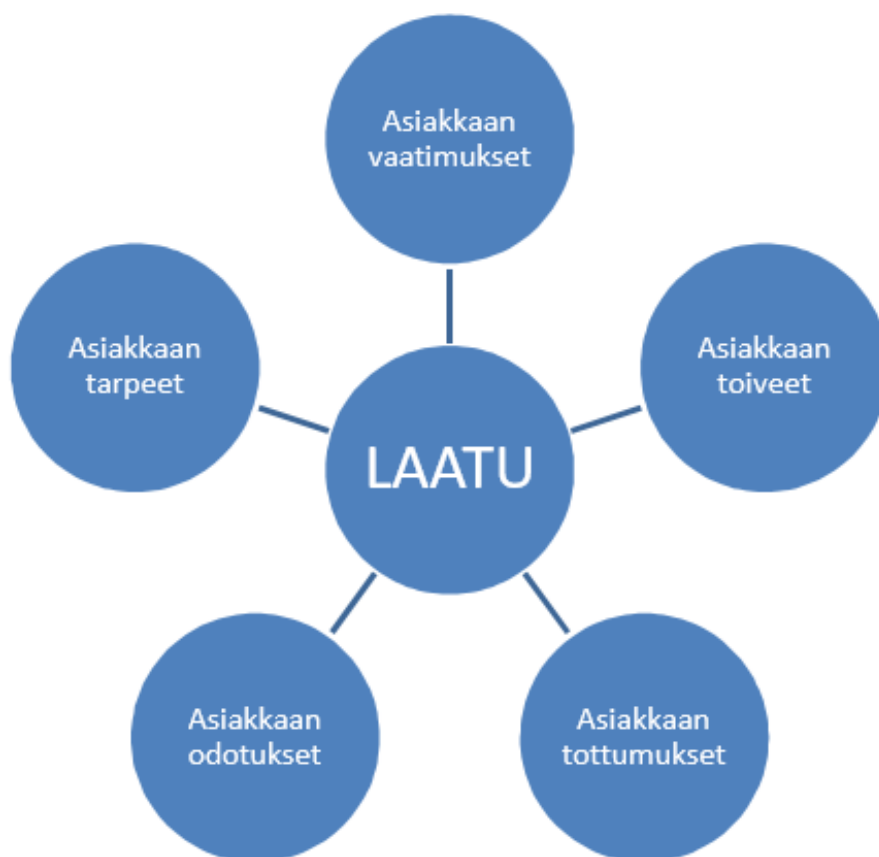 Asiakkaan
vaatimukset
Asiakkaan
toiveet
Asiakkaan
tottumukset
Asiakkaan
odotukset
Asiakkaan
tarpeet
LAATU